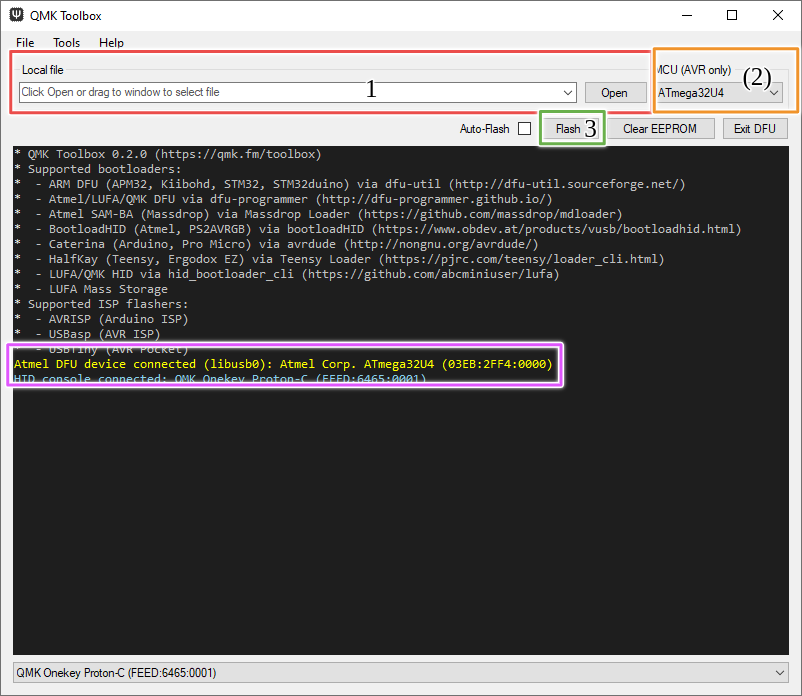 QMK Toolbox
File Tools Help
Local file
MCU (AVR only)
Click Open or drag to window to select file
1
Open
ATmega32U4
(2)
Auto-Flash
Flash
3
Clear EEPROM
Exit DFU
* QMK Toolbox 0.2.0 (https://qmk.fm/toolbox)
* Supported bootloaders:
*  - ARM DFU (APM32, Kiibohd, STM32, STM32duino) via dfu-util (http://dfu-util.sourceforge.net/)
*  - Atmel/LUFA/QMK DFU via dfu-programmer (http://dfu-programmer.github.io/)
*  - Atmel SAM-BA (Massdrop) via Massdrop Loader (https://github.com/massdrop/mdloader)
*  - BootloadHID (Atmel, PS2AVRGB) via bootloadHID (https://www.obdev.at/products/vusb/bootloadhid.html)
*  - Caterina (Arduino, Pro Micro) via avrdude (http://nongnu.org/avrdude/)
*  - HalfKay (Teensy, Ergodox EZ) via Teensy Loader (https://pjrc.com/teensy/loader_cli.html)
*  - LUFA/QMK HID via hid_bootloader_cli (https://github.com/abcminiuser/lufa)
*  - LUFA Mass Storage
* Supported ISP flashers:
*  - AVRISP (Arduino ISP)
*  - USBasp (AVR ISP)
*  - USBTiny (AVR Pocket)
Atmel DFU device connected (libusb0): Atmel Corp. ATmega32U4 (03EB:2FF4:0000)
HID console connected: QMK Onekey Proton-C (FEED:6465:0001)
QMK Onekey Proton-C (FEED:6465:0001)